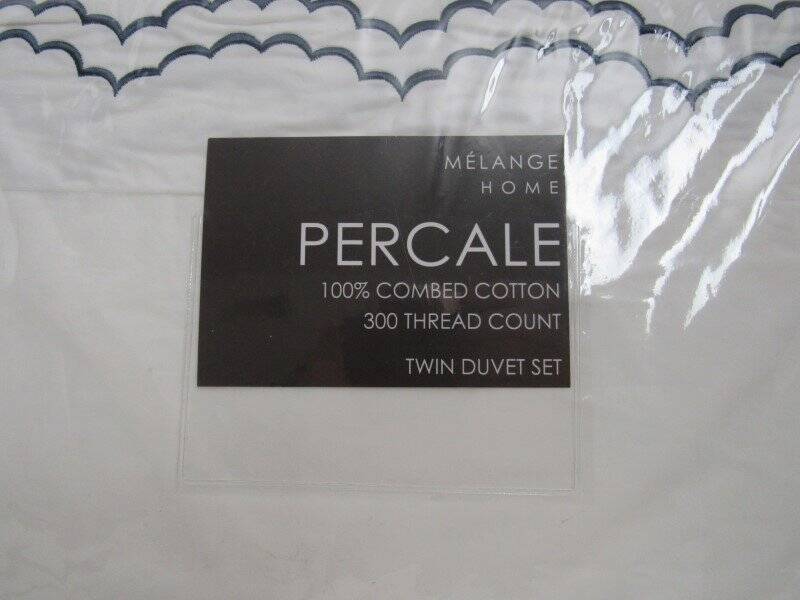 MÉLANGE
HOME
PERCALE
100% COMBED COTTON
300 THREAD COUNT
TWIN DUVET SET